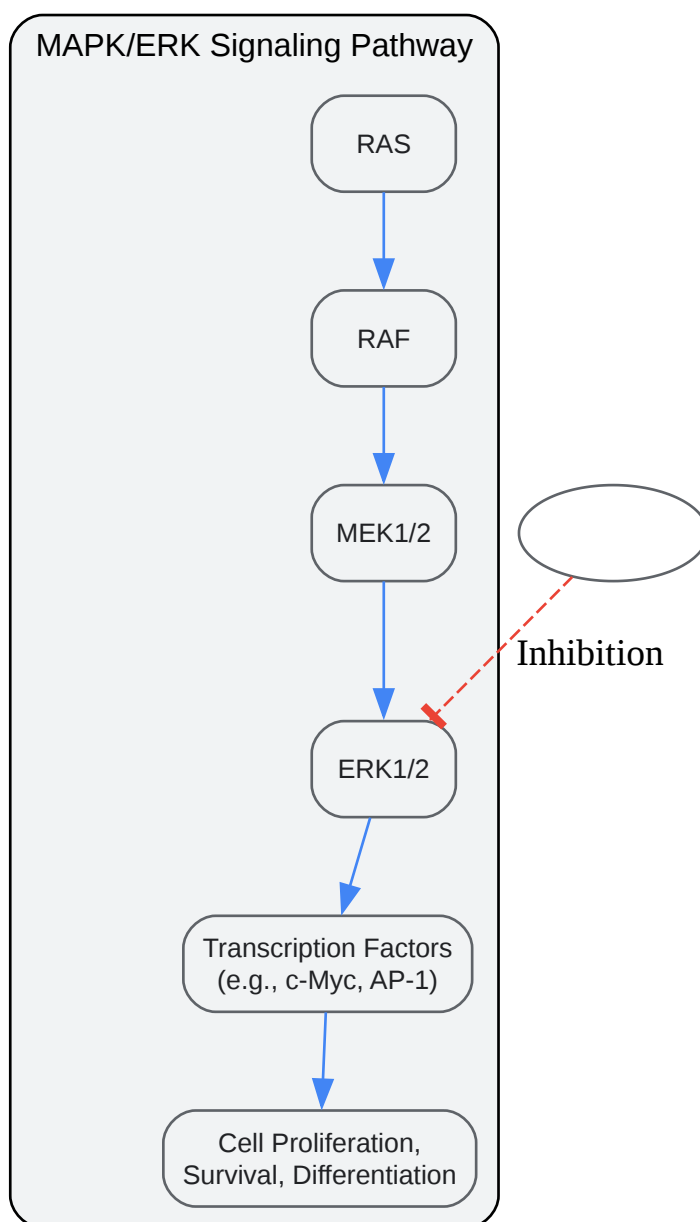 MAPK/ERK Signaling Pathway
RAS
RAF
MEK1/2
Inhibition
ERK1/2
Transcription Factors
(e.g., c-Myc, AP-1)
Cell Proliferation,
Survival, Differentiation